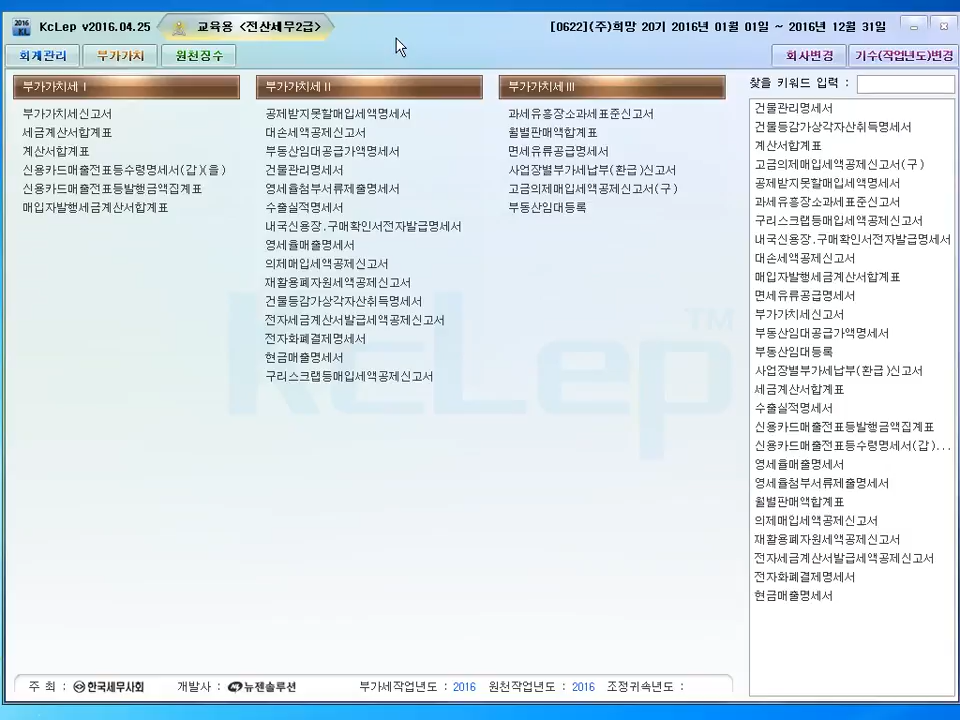 KcLep v2016.04.25 교육용 <전산세무2급> [0622](주)희망 20기 2016년 01월 01일 ~ 2016년 12월 31일
회계관리 부가가치 원천징수 회사변경 기수(작업년도)변경
부가가치세 I
부가가치세신고서
세금계산서합계표
계산서합계표
신용카드매출전표등수령명세서(갑)(을)
신용카드매출전표등발행금액집계표
매입자발행세금계산서합계표
부가가치세 II
공제받지못할매입세액명세서
대손세액공제신고서
부동산임대공급가액명세서
건물관리명세서
영세율첨부서류제출명세서
수출실적명세서
내국신용장.구매확인서전자발급명세서
영세율매출명세서
의제매입세액공제신고서
재활용폐자원세액공제신고서
건물등감가상각자산취득명세서
전자세금계산서발급세액공제신고서
전자화폐결제명세서
현금매출명세서
구리스크랩등매입세액공제신고서
부가가치세 III
과세유흥장소과세표준신고서
월별판매액합계표
면세유류공급명세서
사업장별부가세납부(환급)신고서
고금의제매입세액공제신고서(구)
부동산임대등록
찾을 키워드 입력 :
건물관리명세서
건물등감가상각자산취득명세서
계산서합계표
고금의제매입세액공제신고서(구)
공제받지못할매입세액명세서
과세유흥장소과세표준신고서
구리스크랩등매입세액공제신고서
내국신용장.구매확인서전자발급명세서
대손세액공제신고서
매입자발행세금계산서합계표
면세유류공급명세서
부가가치세신고서
부동산임대공급가액명세서
부동산임대등록
사업장별부가세납부(환급)신고서
세금계산서합계표
수출실적명세서
신용카드매출전표등발행금액집계표
신용카드매출전표등수령명세서(갑)...
영세율매출명세서
영세율첨부서류제출명세서
월별판매액합계표
의제매입세액공제신고서
재활용폐자원세액공제신고서
전자세금계산서발급세액공제신고서
전자화폐결제명세서
현금매출명세서
KcLep TM
주 최 : 한국세무사회 개발사 : 뉴젠솔루션 부가세작업년도 : 2016 원천작업년도 : 2016 조정귀속년도 :